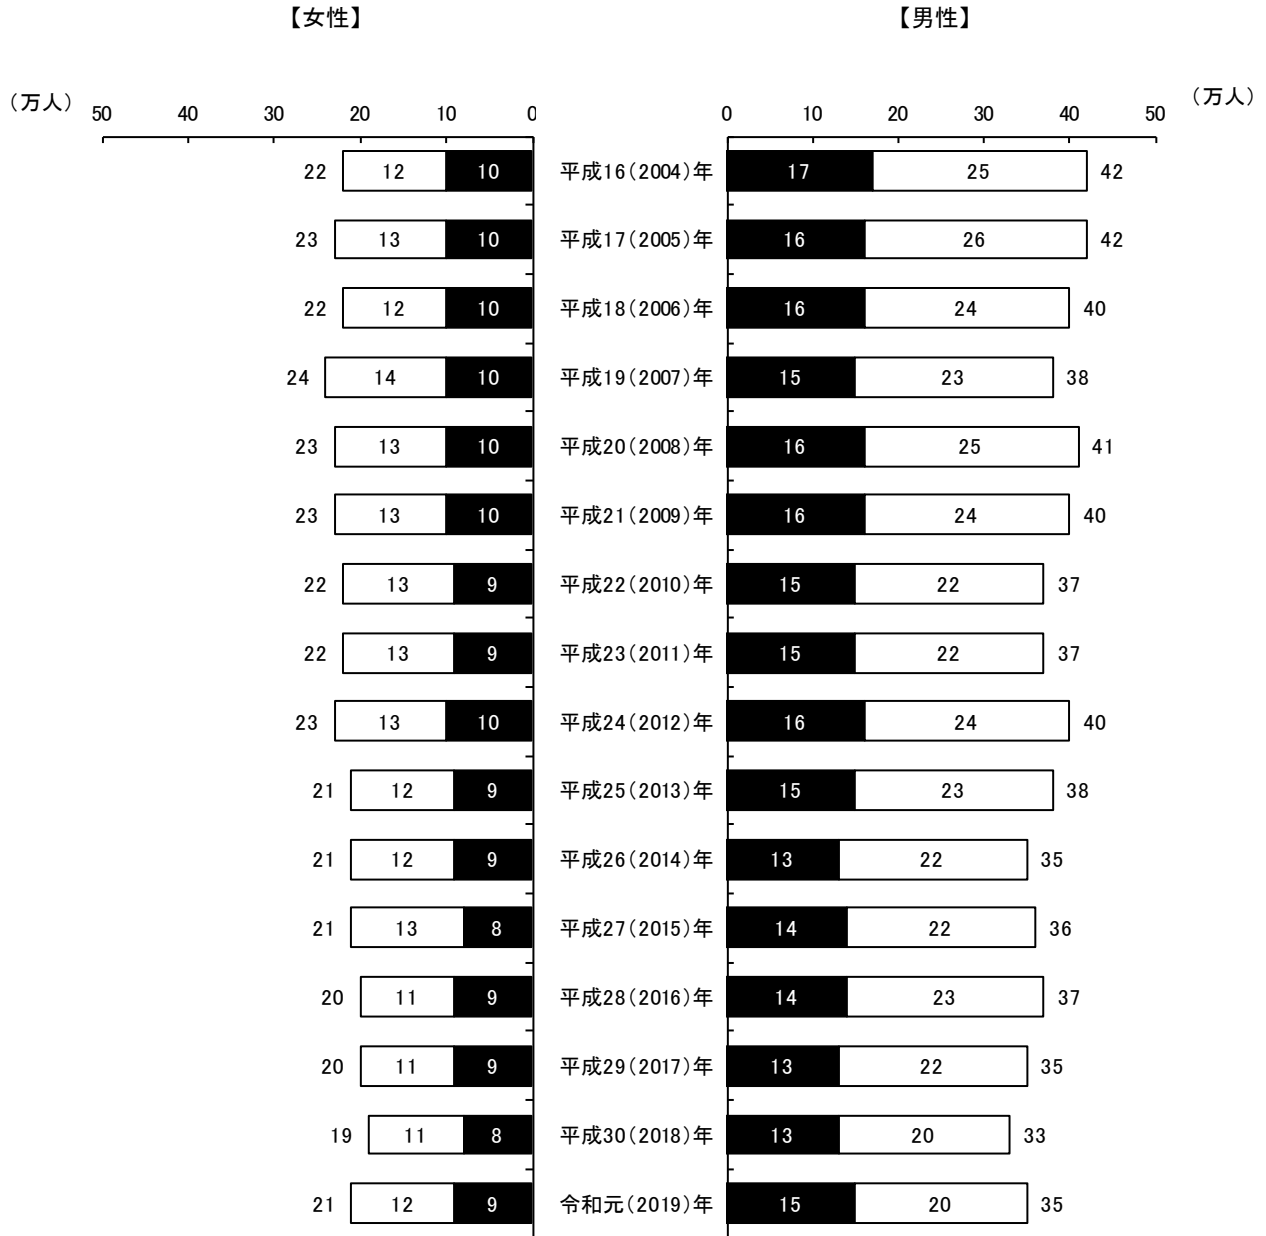 【女性】 【男性】
（万人） 50 40 30 20 10 0 0 10 20 30 40 50 （万人）
22 12 10 平成16(2004)年 17 25 42
23 13 10 平成17(2005)年 16 26 42
22 12 10 平成18(2006)年 16 24 40
24 14 10 平成19(2007)年 15 23 38
23 13 10 平成20(2008)年 16 25 41
23 13 10 平成21(2009)年 16 24 40
22 13 9 平成22(2010)年 15 22 37
22 13 9 平成23(2011)年 15 22 37
23 13 10 平成24(2012)年 16 24 40
21 12 9 平成25(2013)年 15 23 38
21 12 9 平成26(2014)年 13 22 35
21 13 8 平成27(2015)年 14 22 36
20 11 9 平成28(2016)年 14 23 37
20 11 9 平成29(2017)年 13 22 35
19 11 8 平成30(2018)年 13 20 33
21 12 9 令和元(2019)年 15 20 35